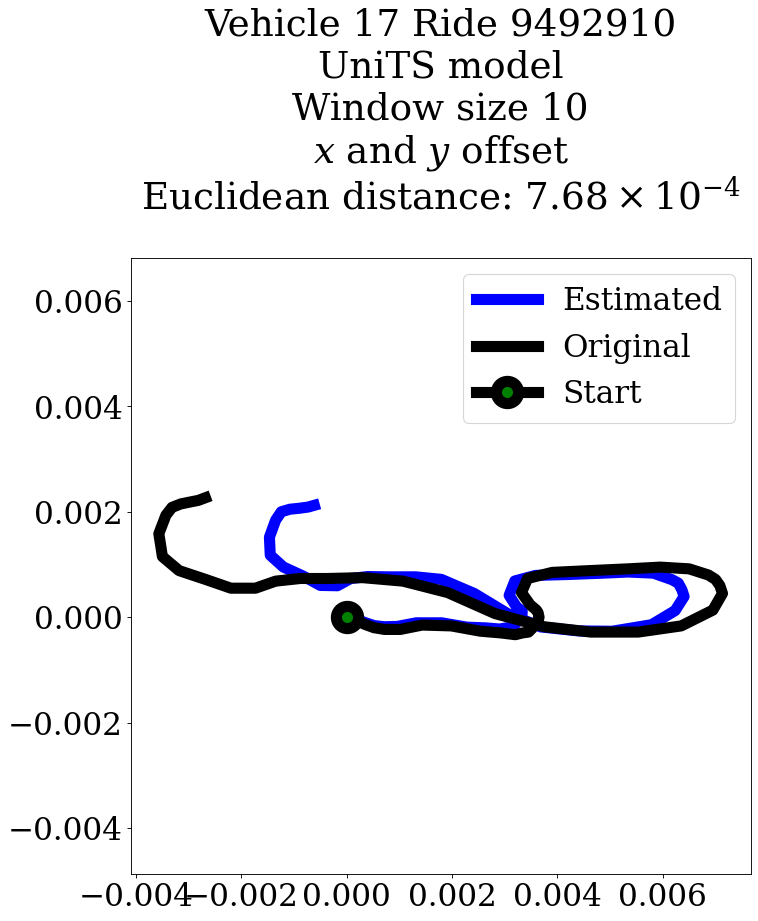 Vehicle 17 Ride 9492910
UniTS model
Window size 10
x and y offset
Euclidean distance: 7.68 × 10⁻⁴
Estimated
Original
Start
0.006
0.004
0.002
0.000
−0.002
−0.004
−0.004 −0.002 0.000 0.002 0.004 0.006